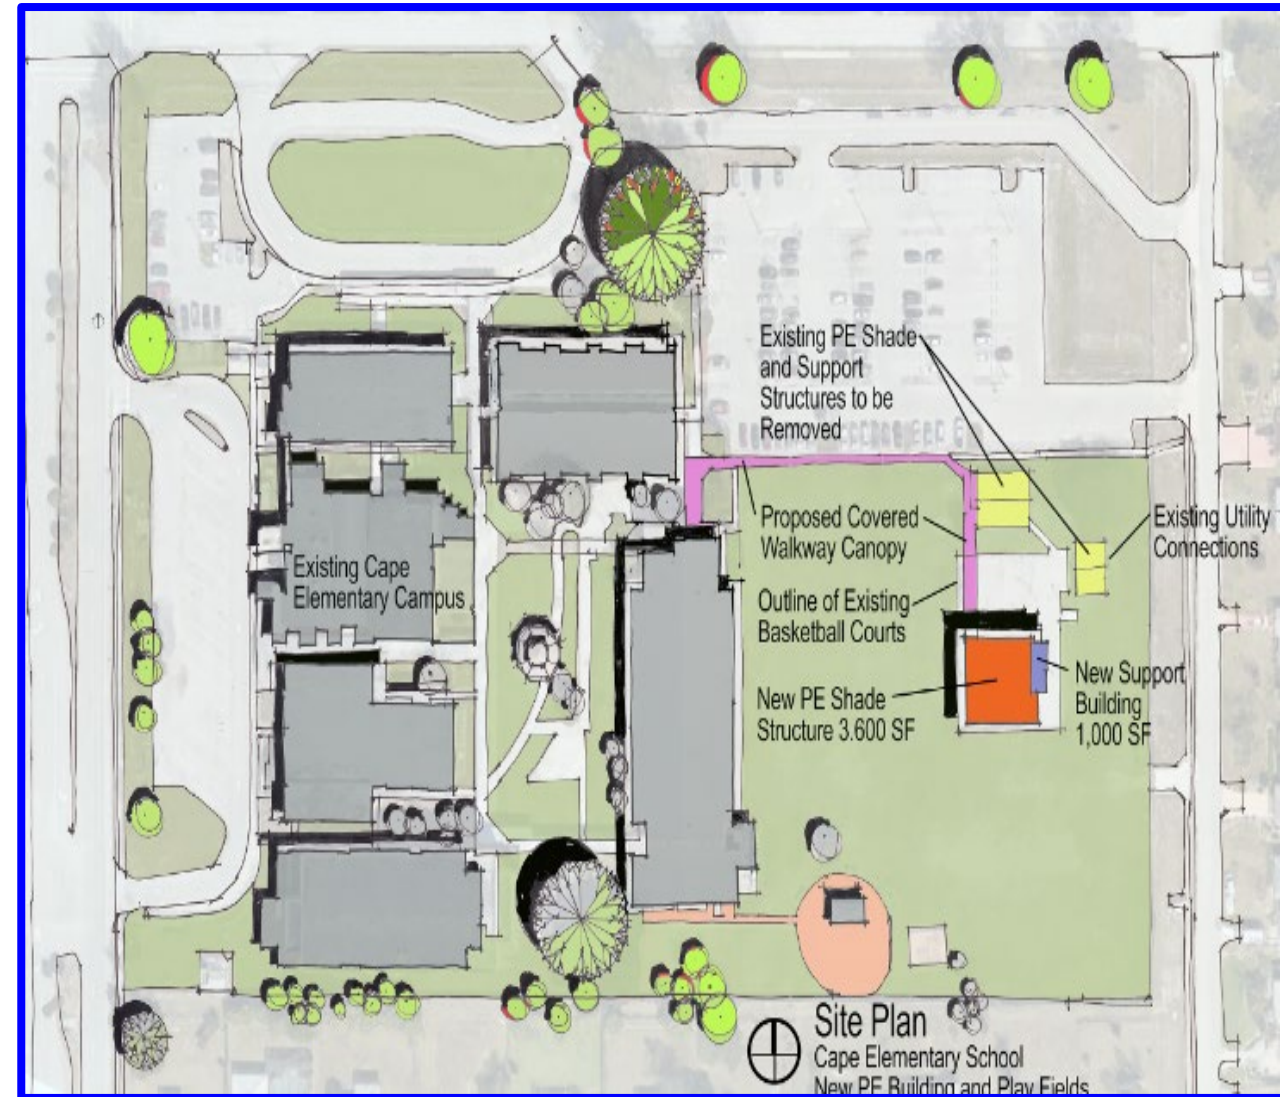 Existing PE Shade
and Support
Structures to be
Removed
Proposed Covered
Walkway Canopy
Existing Utility
Connections
Existing Cape
Elementary Campus
Outline of Existing
Basketball Courts
New PE Shade
Structure 3.600 SF
New Support
Building
1,000 SF
Site Plan
Cape Elementary School
New PE Building and Play Fields